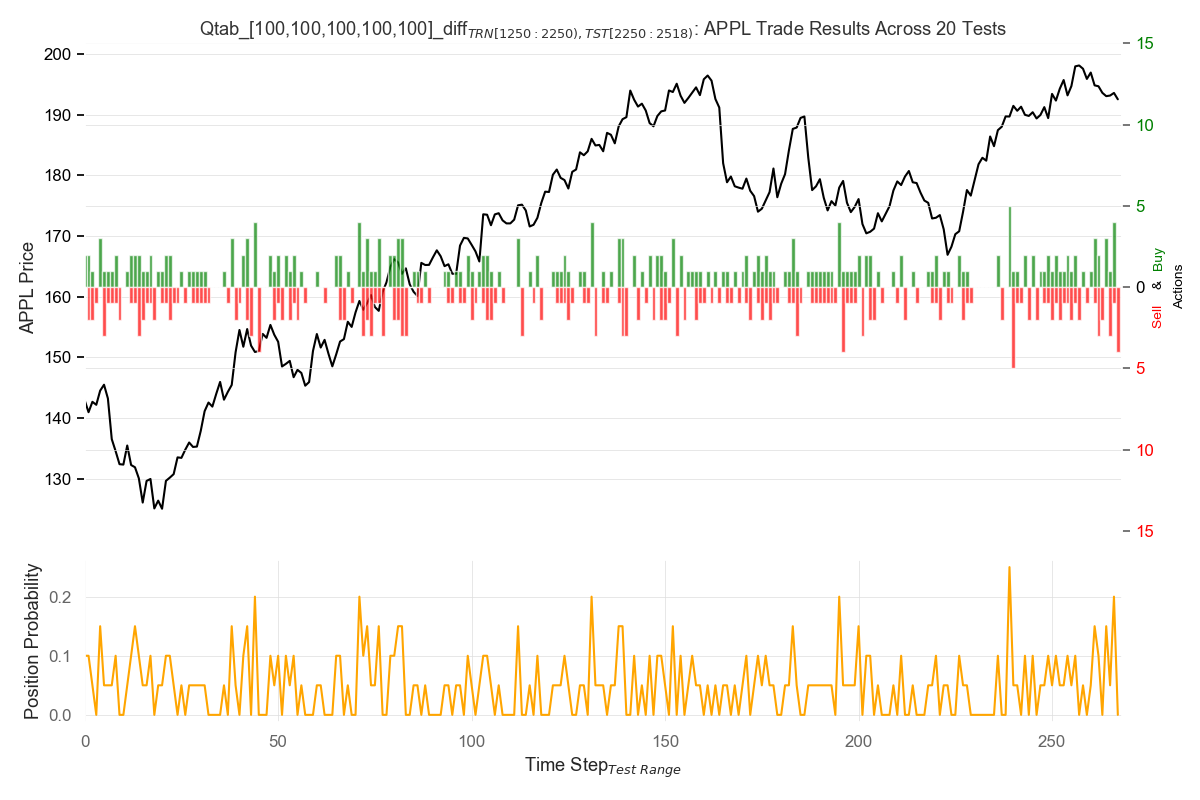 Qtab_[100,100,100,100,100]_diff_TRN[1250:2250),TST[2250:2518): APPL Trade Results Across 20 Tests
200
190
180
170
160
150
140
130
APPL Price
15
10
5
0
5
10
15
Sell & Buy
Actions
0.2
0.1
0.0
Position Probability
0 50 100 150 200 250
Time Step Test Range